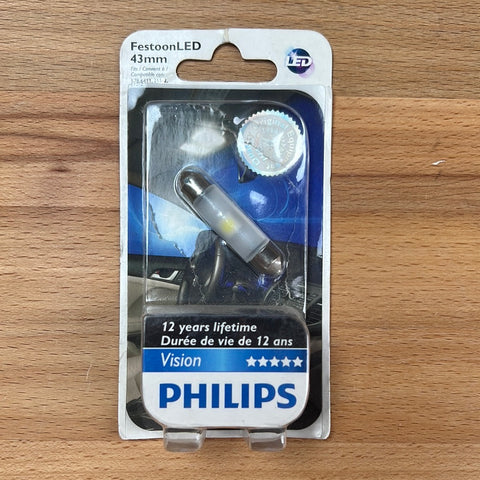 FestoonLED
43mm
LED
12 years lifetime
Durée de vie de 12 ans
Vision
PHILIPS